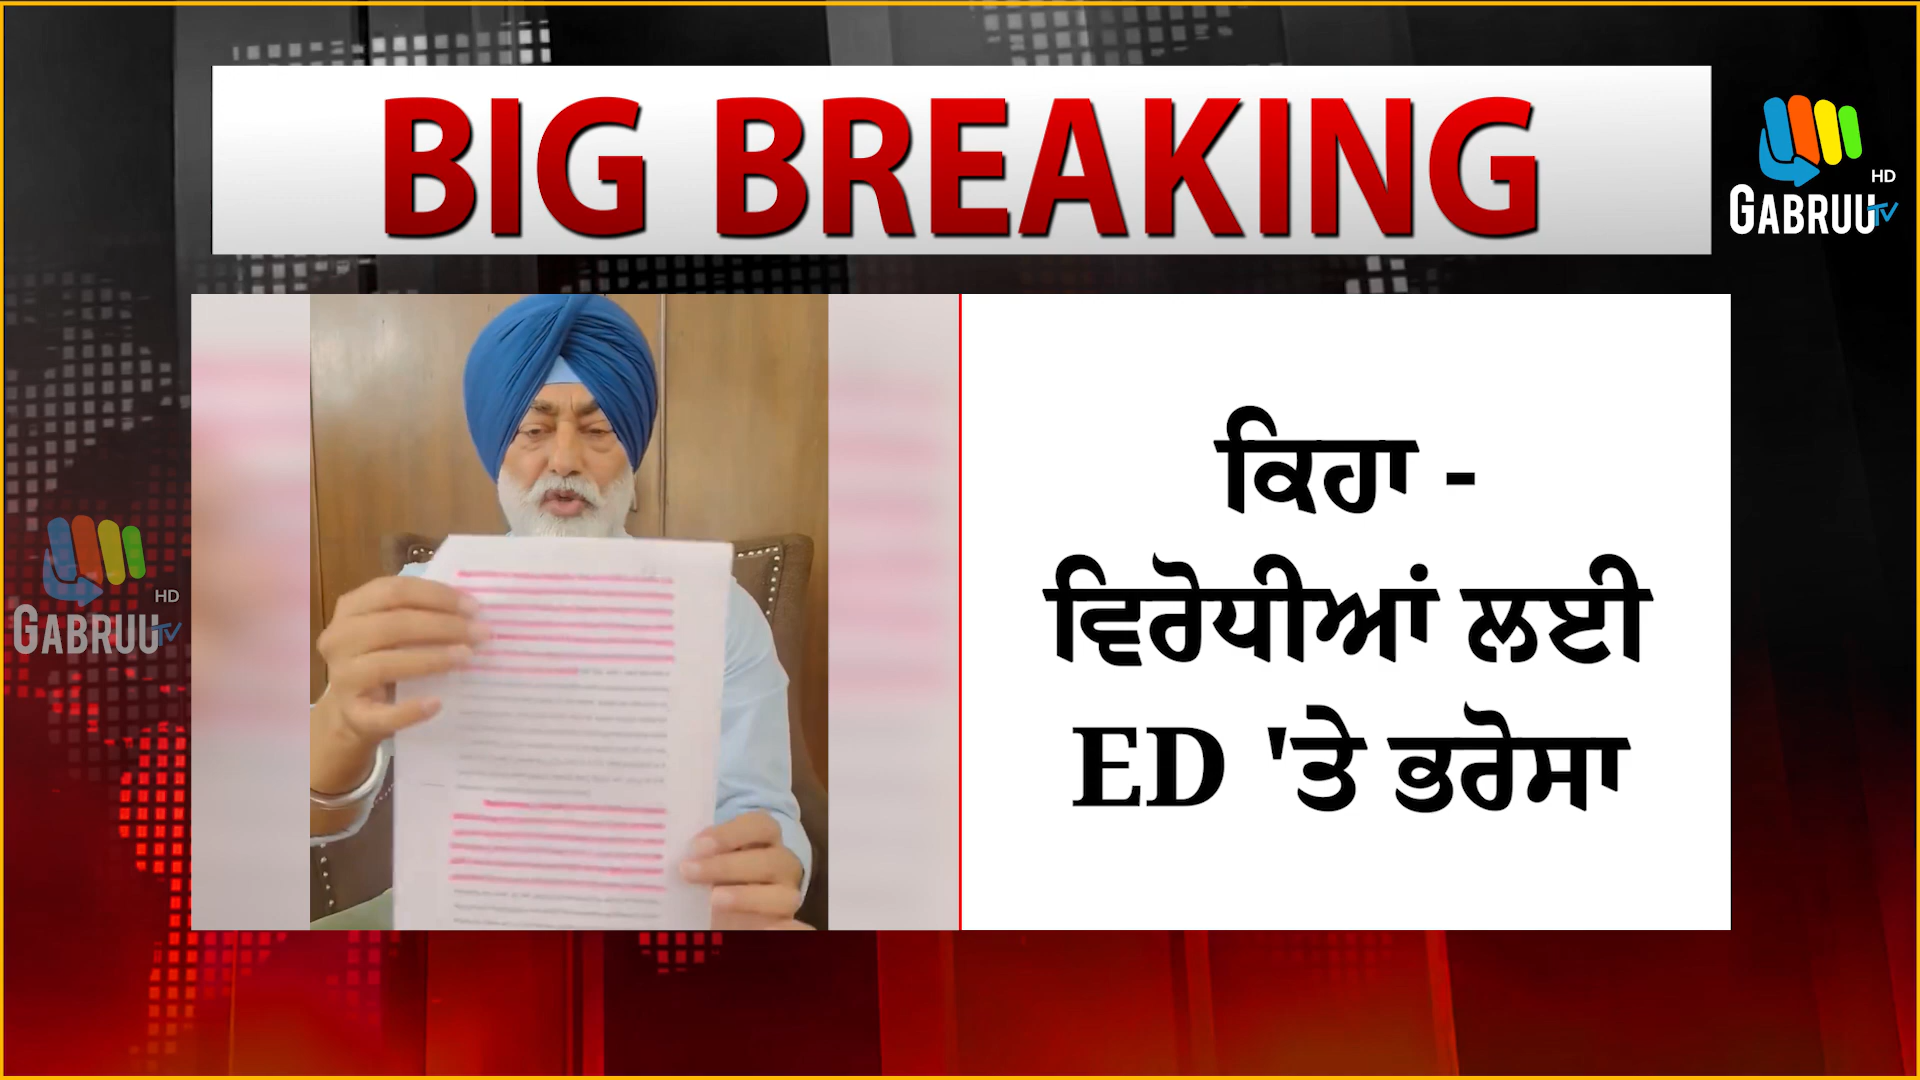 BIG BREAKING
HD
GABRUU TV
ਕਿਹਾ -
ਵਿਰੋਧੀਆਂ ਲਈ
ED 'ਤੇ ਭਰੋਸਾ
HD
GABRUU TV